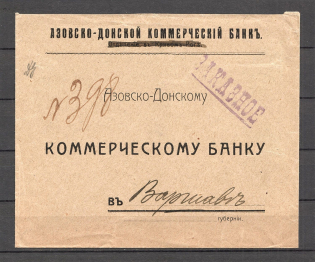 АЗОВСКО-ДОНСКОЙ КОММЕРЧЕСКІЙ БАНКЪ.
№ 398
ЗАКАЗНОЕ
АЗОВСКО-ДОНСКОМУ
КОММЕРЧЕСКОМУ БАНКУ
въ Варшавѣ
губерніи